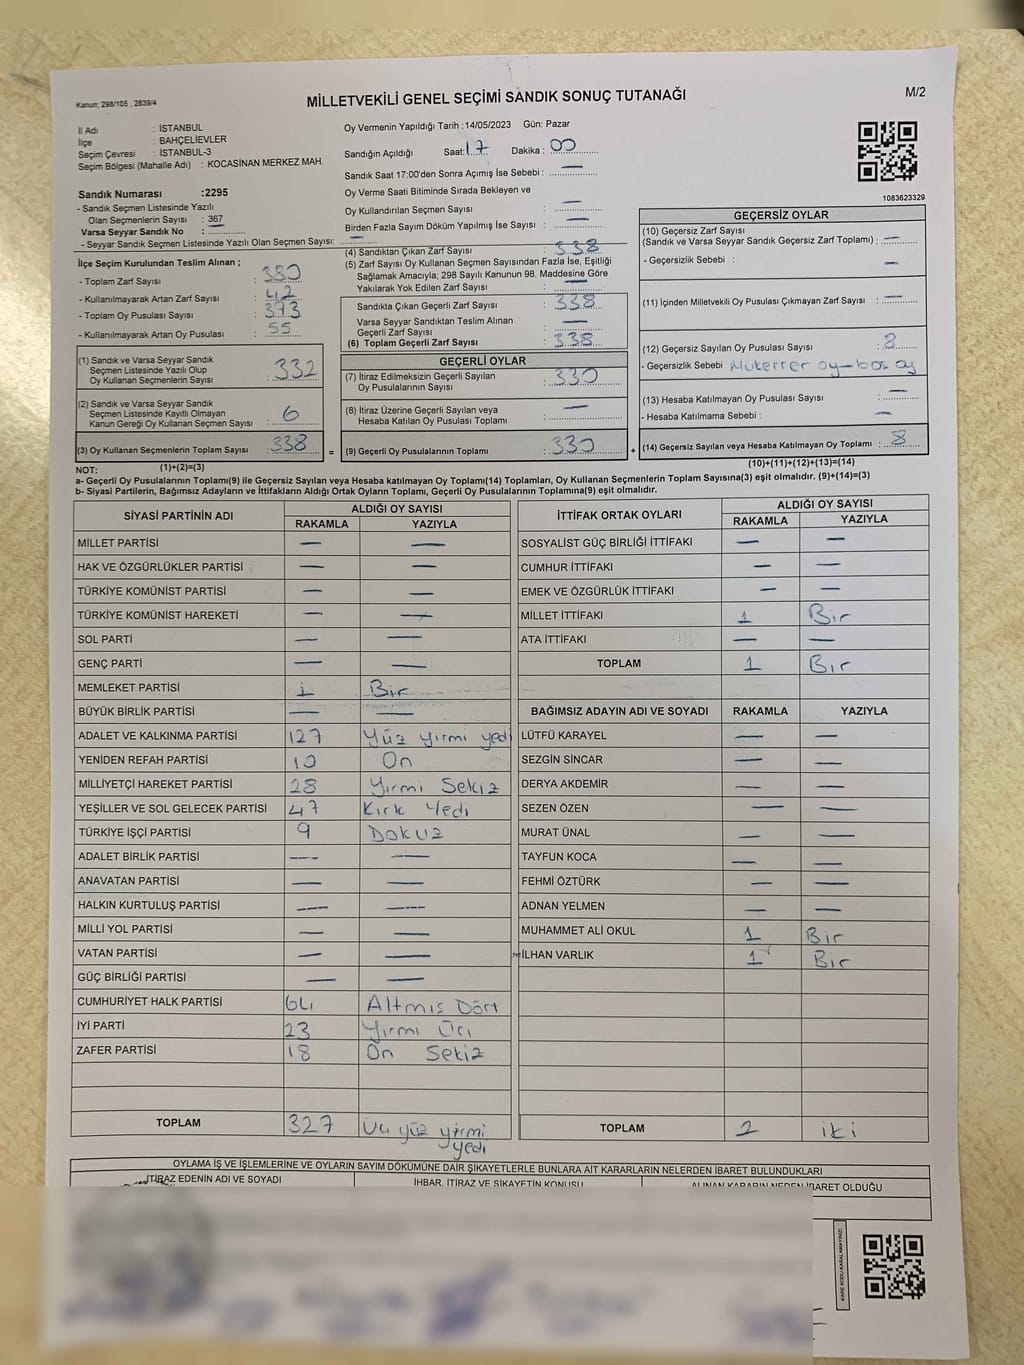 Kanun; 298/105 , 2839/4
MİLLETVEKİLİ GENEL SEÇİMİ SANDIK SONUÇ TUTANAĞI
M/2
İl Adı : İSTANBUL
İlçe : BAHÇELİEVLER
Seçim Çevresi : İSTANBUL-3
Seçim Bölgesi (Mahalle Adı) : KOCASİNAN MERKEZ MAH.
Sandık Numarası :2295
- Sandık Seçmen Listesinde Yazılı
Olan Seçmenlerin Sayısı : 367
Varsa Seyyar Sandık No : —
- Seyyar Sandık Seçmen Listesinde Yazılı Olan Seçmen Sayısı: —
İlçe Seçim Kurulundan Teslim Alınan ;
- Toplam Zarf Sayısı : 380
- Kullanılmayarak Artan Zarf Sayısı : 42
- Toplam Oy Pusulası Sayısı : 393
- Kullanılmayarak Artan Oy Pusulası : 55
(1) Sandık ve Varsa Seyyar Sandık
Seçmen Listesinde Yazılı Olup
Oy Kullanan Seçmenlerin Sayısı : 332
(2) Sandık ve Varsa Seyyar Sandık
Seçmen Listesinde Kayıtlı Olmayan
Kanun Gereği Oy Kullanan Seçmen Sayısı : 6
(3) Oy Kullanan Seçmenlerin Toplam Sayısı : 338
(1)+(2)=(3)
Oy Vermenin Yapıldığı Tarih :14/05/2023 Gün: Pazar
Sandığın Açıldığı Saat: 17 Dakika : 00
Sandık Saat 17:00'den Sonra Açımış İse Sebebi : —
Oy Verme Saati Bitiminde Sırada Bekleyen ve
Oy Kullandırılan Seçmen Sayısı : —
Birden Fazla Sayım Döküm Yapılmış İse Sayısı : —
(4) Sandıktan Çıkan Zarf Sayısı : 338
(5) Zarf Sayısı Oy Kullanan Seçmen Sayısından Fazla İse, Eşitliği
Sağlamak Amacıyla; 298 Sayılı Kanunun 98. Maddesine Göre
Yakılarak Yok Edilen Zarf Sayısı : —
Sandıkta Çıkan Geçerli Zarf Sayısı : 338
Varsa Seyyar Sandıktan Teslim Alınan
Geçerli Zarf Sayısı : —
(6) Toplam Geçerli Zarf Sayısı : 338
GEÇERLİ OYLAR
(7) İtiraz Edilmeksizin Geçerli Sayılan
Oy Pusulalarının Sayısı : 330
(8) İtiraz Üzerine Geçerli Sayılan veya
Hesaba Katılan Oy Pusulası Toplamı : —
= (9) Geçerli Oy Pusulalarının Toplamı : 330 +
1083623329
GEÇERSİZ OYLAR
(10) Geçersiz Zarf Sayısı
(Sandık ve Varsa Seyyar Sandık Geçersiz Zarf Toplamı) : —
- Geçersizlik Sebebi : —
(11) İçinden Milletvekili Oy Pusulası Çıkmayan Zarf Sayısı : —
(12) Geçersiz Sayılan Oy Pusulası Sayısı : 8
- Geçersizlik Sebebi : Mükerrer oy - bos oy
(13) Hesaba Katılmayan Oy Pusulası Sayısı : —
- Hesaba Katılmama Sebebi : —
(14) Geçersiz Sayılan veya Hesaba Katılmayan Oy Toplamı : 8
(10)+(11)+(12)+(13)=(14)
NOT:
a- Geçerli Oy Pusulalarının Toplamı(9) ile Geçersiz Sayılan veya Hesaba katılmayan Oy Toplamı(14) Toplamları, Oy Kullanan Seçmenlerin Toplam Sayısına(3) eşit olmalıdır. (9)+(14)=(3)
b- Siyasi Partilerin, Bağımsız Adayların ve İttifakların Aldığı Ortak Oyların Toplamı, Geçerli Oy Pusulalarının Toplamına(9) eşit olmalıdır.
SİYASİ PARTİNİN ADI ALDIĞI OY SAYISI
RAKAMLA YAZIYLA
MİLLET PARTİSİ — —
HAK VE ÖZGÜRLÜKLER PARTİSİ — —
TÜRKİYE KOMÜNİST PARTİSİ — —
TÜRKİYE KOMÜNİST HAREKETİ — —
SOL PARTİ — —
GENÇ PARTİ — —
MEMLEKET PARTİSİ 1 Bir
BÜYÜK BİRLİK PARTİSİ — —
ADALET VE KALKINMA PARTİSİ 127 Yüz yirmi yedi
YENİDEN REFAH PARTİSİ 10 On
MİLLİYETÇİ HAREKET PARTİSİ 28 Yirmi Sekiz
YEŞİLLER VE SOL GELECEK PARTİSİ 47 Kırk Yedi
TÜRKİYE İŞÇİ PARTİSİ 9 Dokuz
ADALET BİRLİK PARTİSİ — —
ANAVATAN PARTİSİ — —
HALKIN KURTULUŞ PARTİSİ — —
MİLLİ YOL PARTİSİ — —
VATAN PARTİSİ — —
GÜÇ BİRLİĞİ PARTİSİ — —
CUMHURİYET HALK PARTİSİ 64 Altmıs Dört
İYİ PARTİ 23 Yirmi Üç
ZAFER PARTİSİ 18 On Sekiz
TOPLAM 327 Üç yüz yirmi
yedi
İTTİFAK ORTAK OYLARI ALDIĞI OY SAYISI
RAKAMLA YAZIYLA
SOSYALİST GÜÇ BİRLİĞİ İTTİFAKI — —
CUMHUR İTTİFAKI — —
EMEK VE ÖZGÜRLÜK İTTİFAKI — —
MİLLET İTTİFAKI 1 Bir
ATA İTTİFAKI — —
TOPLAM 1 Bir
BAĞIMSIZ ADAYIN ADI VE SOYADI RAKAMLA YAZIYLA
LÜTFÜ KARAYEL — —
SEZGİN SİNCAR — —
DERYA AKDEMİR — —
SEZEN ÖZEN — —
MURAT ÜNAL — —
TAYFUN KOCA — —
FEHMİ ÖZTÜRK — —
ADNAN YELMEN — —
MUHAMMET ALİ OKUL 1 Bir
İLHAN VARLIK 1 Bir
TOPLAM 2 iki
OYLAMA İŞ VE İŞLEMLERİNE VE OYLARIN SAYIM DÖKÜMÜNE DAİR ŞİKAYETLERLE BUNLARA AİT KARARLARIN NELERDEN İBARET BULUNDUKLARI
İTİRAZ EDENİN ADI VE SOYADI İHBAR, İTİRAZ VE ŞİKAYETİN KONUSU ALINAN KARARIN NEDEN İBARET OLDUĞU
KARE KODU KARALAMAYINIZ!